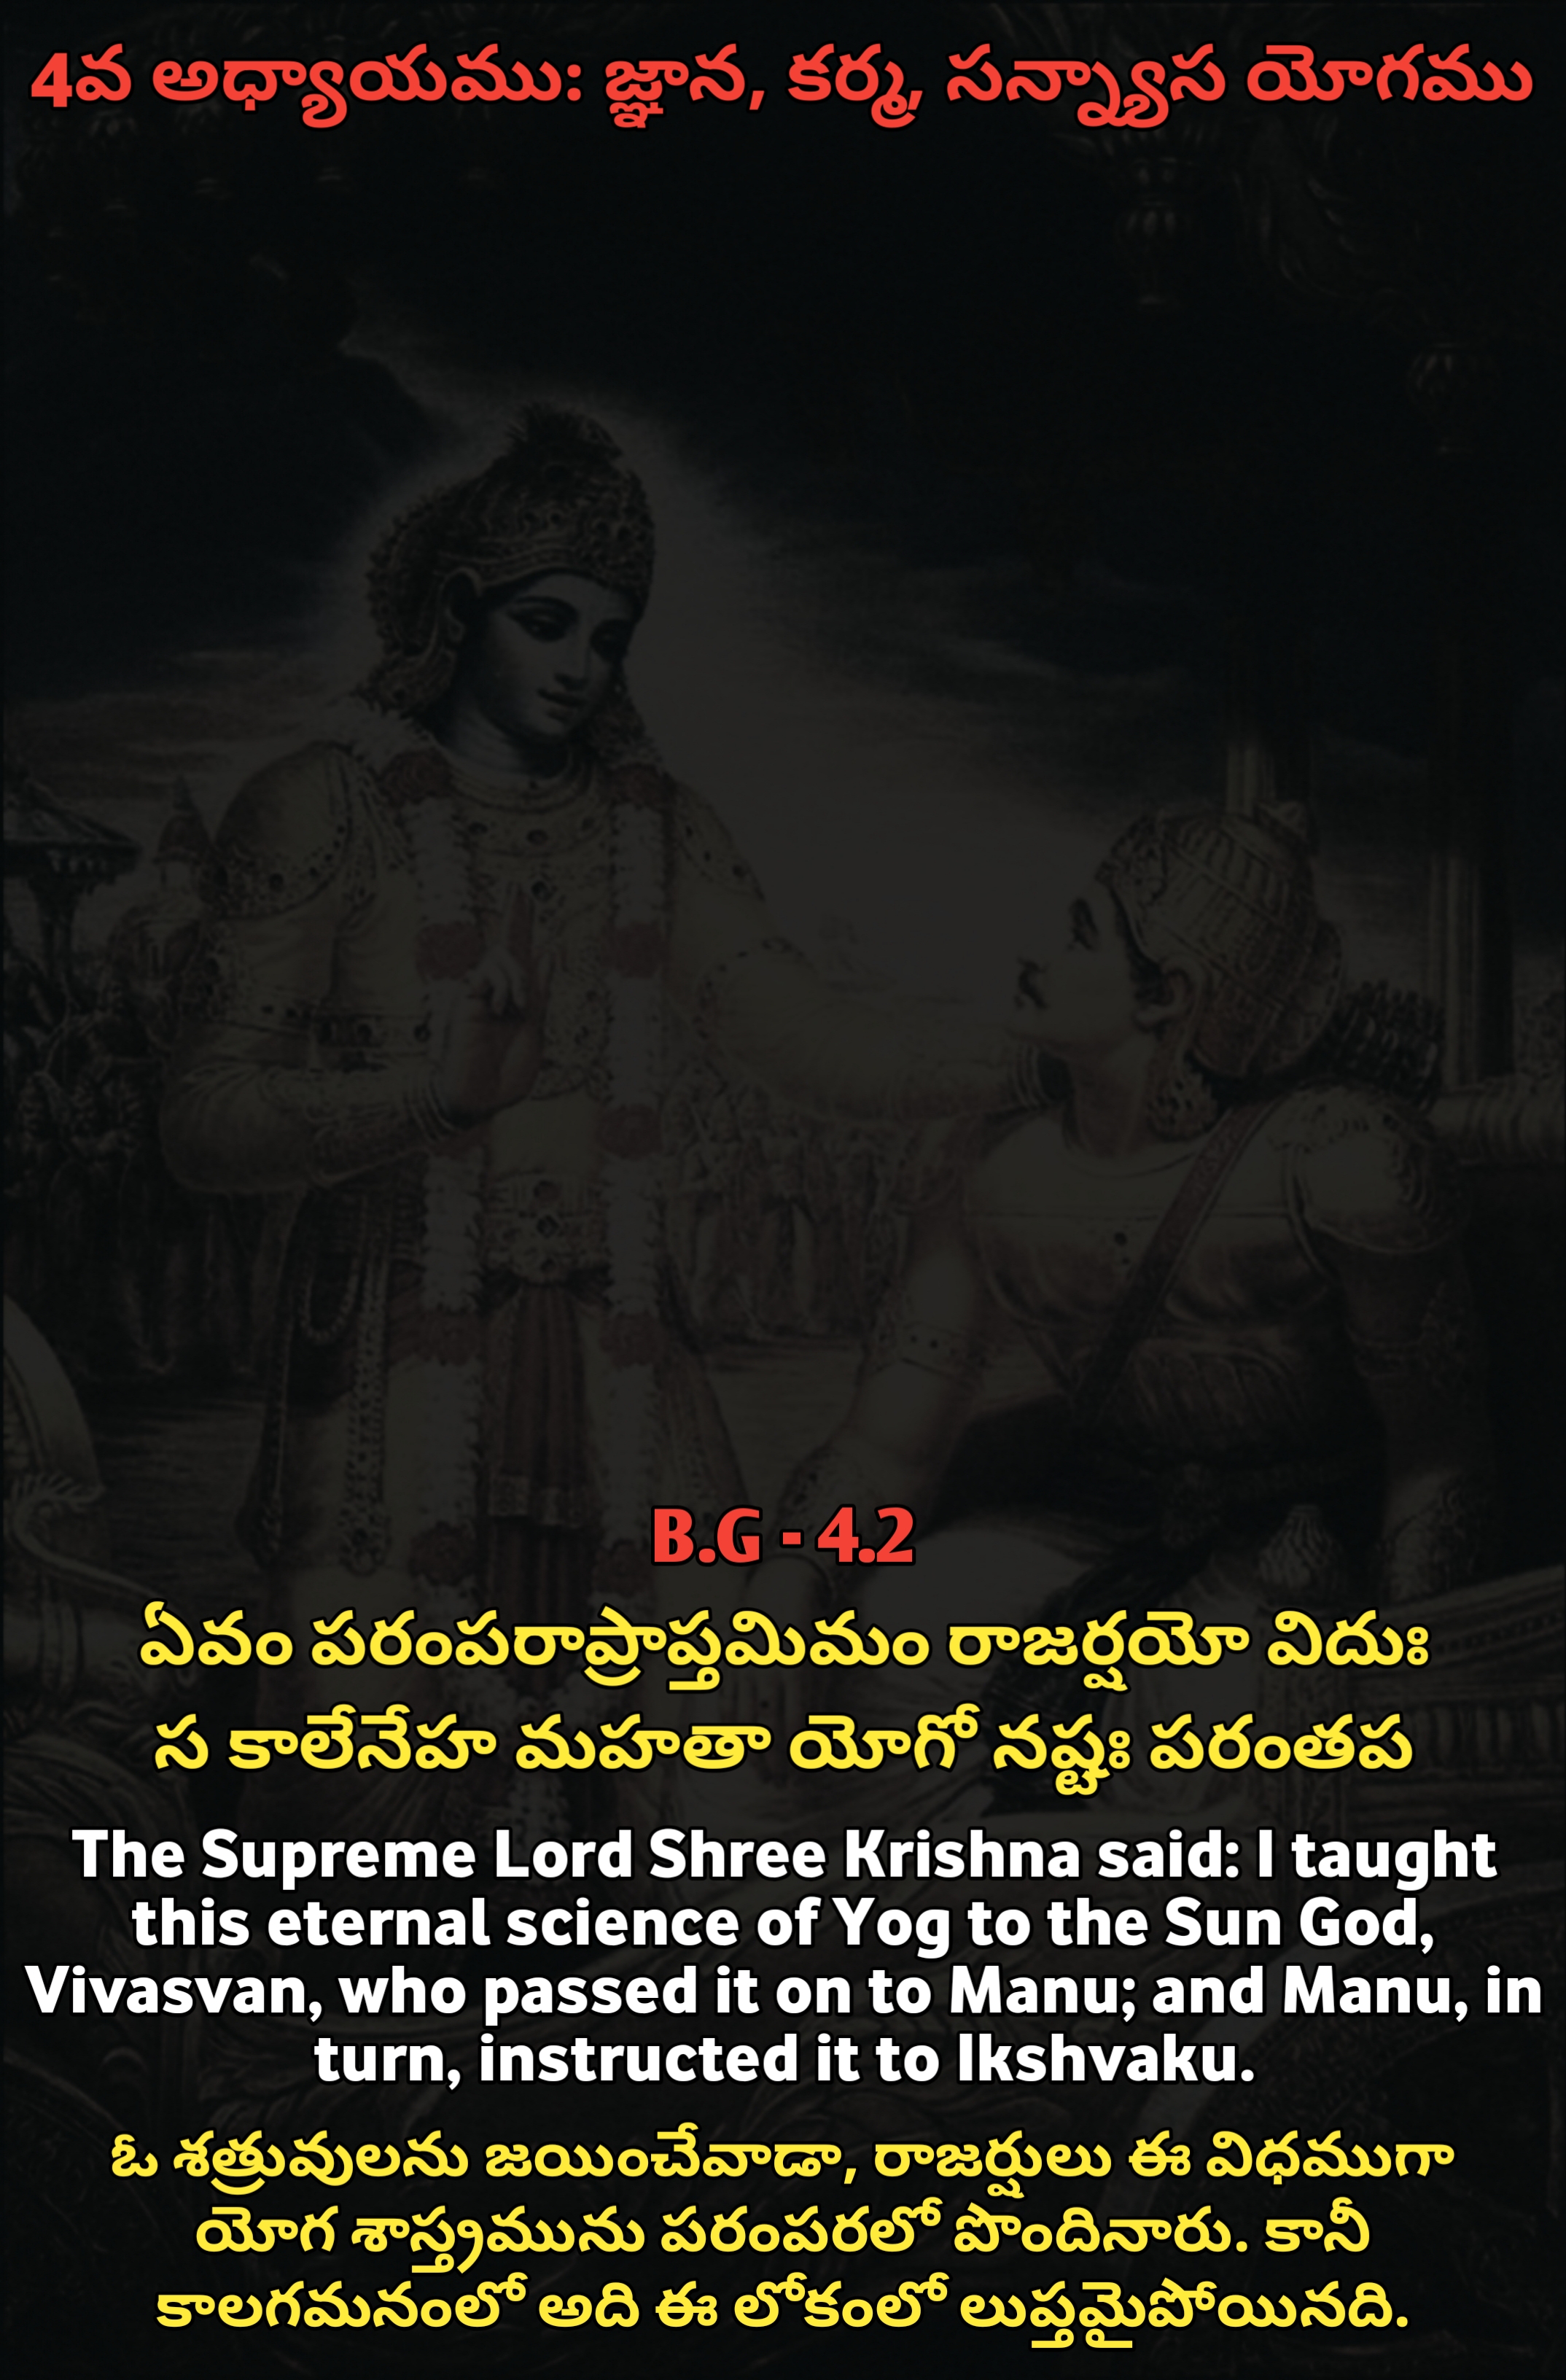 4వ అధ్యాయము: జ్ఞాన, కర్మ, సన్న్యాస యోగము
B.G - 4.2
ఏవం పరంపరాప్రాప్తమిమం రాజర్షయో విదుః
స కాలేనేహ మహతా యోగో నష్టః పరంతప
The Supreme Lord Shree Krishna said: I taught
this eternal science of Yog to the Sun God,
Vivasvan, who passed it on to Manu; and Manu, in
turn, instructed it to Ikshvaku.
ఓ శత్రువులను జయించేవాడా, రాజర్షులు ఈ విధముగా
యోగ శాస్త్రమును పరంపరలో పొందినారు. కానీ
కాలగమనంలో అది ఈ లోకంలో లుప్తమైపోయినది.